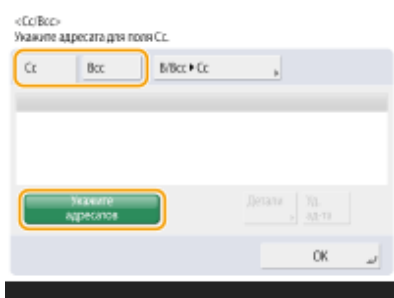 <Cc/Bcc>
Укажите адресата для поля Cc.
Cc Bcc В/Bcc ▸ Cc
Укажите
адресатов
Детали
Уд.
ад-та
OK